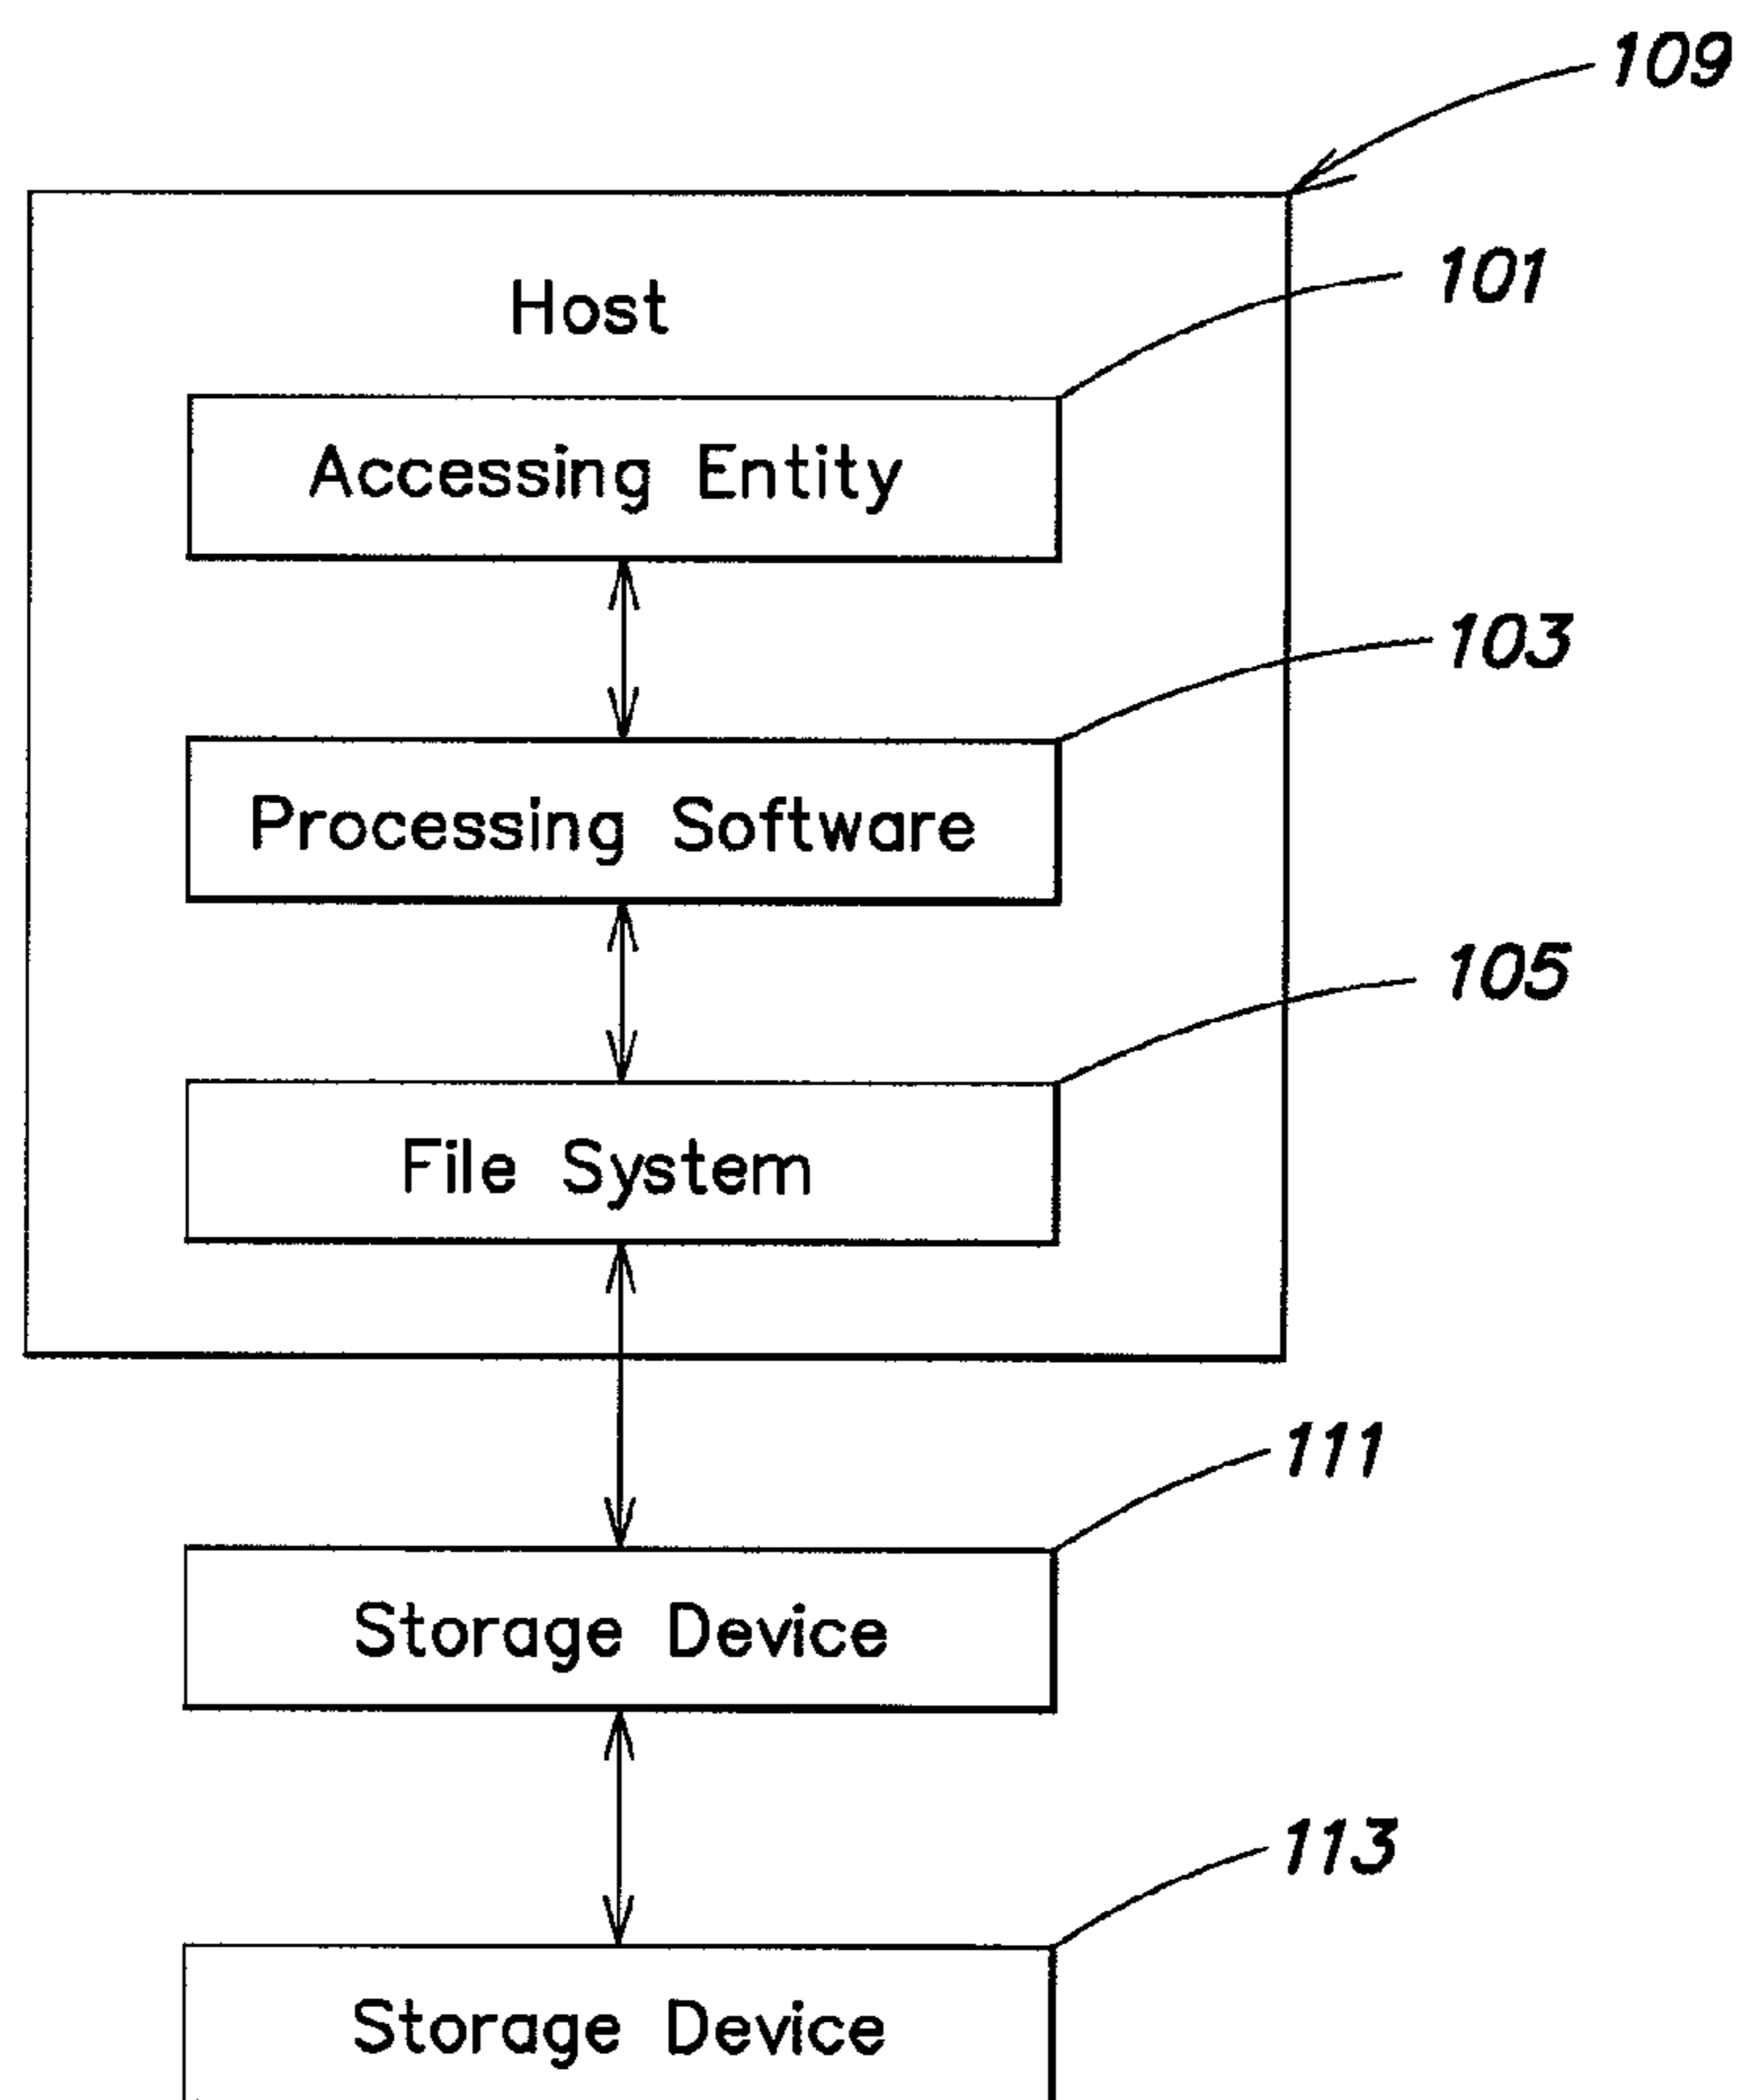 109
101
Host
Accessing Entity
103
Processing Software
105
File System
111
Storage Device
113
Storage Device